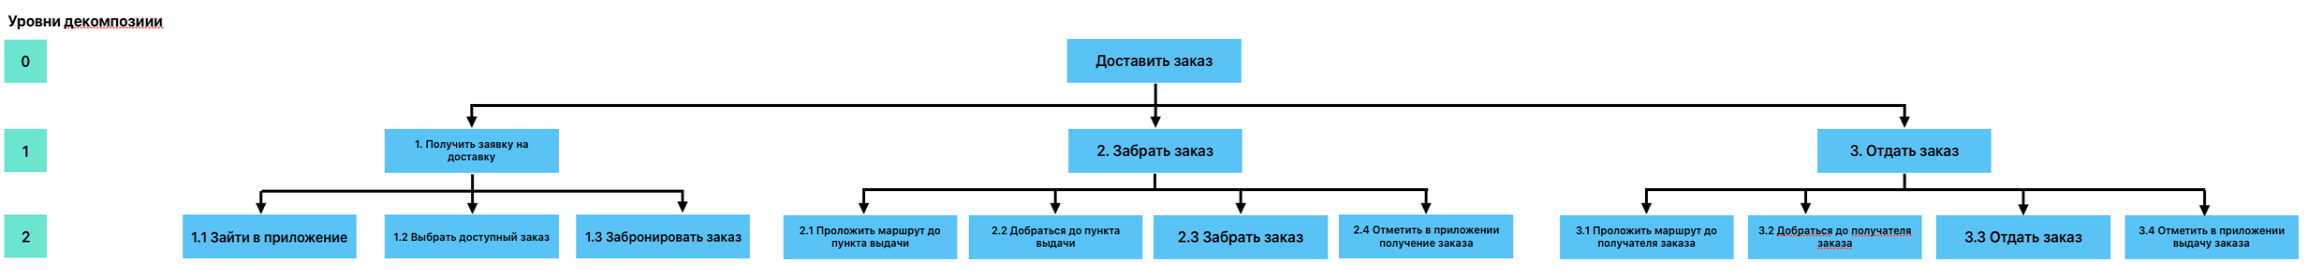 Уровни декомпозиии
0
Доставить заказ
1
1. Получить заявку на
доставку
2. Забрать заказ
3. Отдать заказ
2
1.1 Зайти в приложение
1.2 Выбрать доступный заказ
1.3 Забронировать заказ
2.1 Проложить маршрут до
пункта выдачи
2.2 Добраться до пункта
выдачи
2.3 Забрать заказ
2.4 Отметить в приложении
получение заказа
3.1 Проложить маршрут до
получателя заказа
3.2 Добраться до получателя
заказа
3.3 Отдать заказ
3.4 Отметить в приложении
выдачу заказа